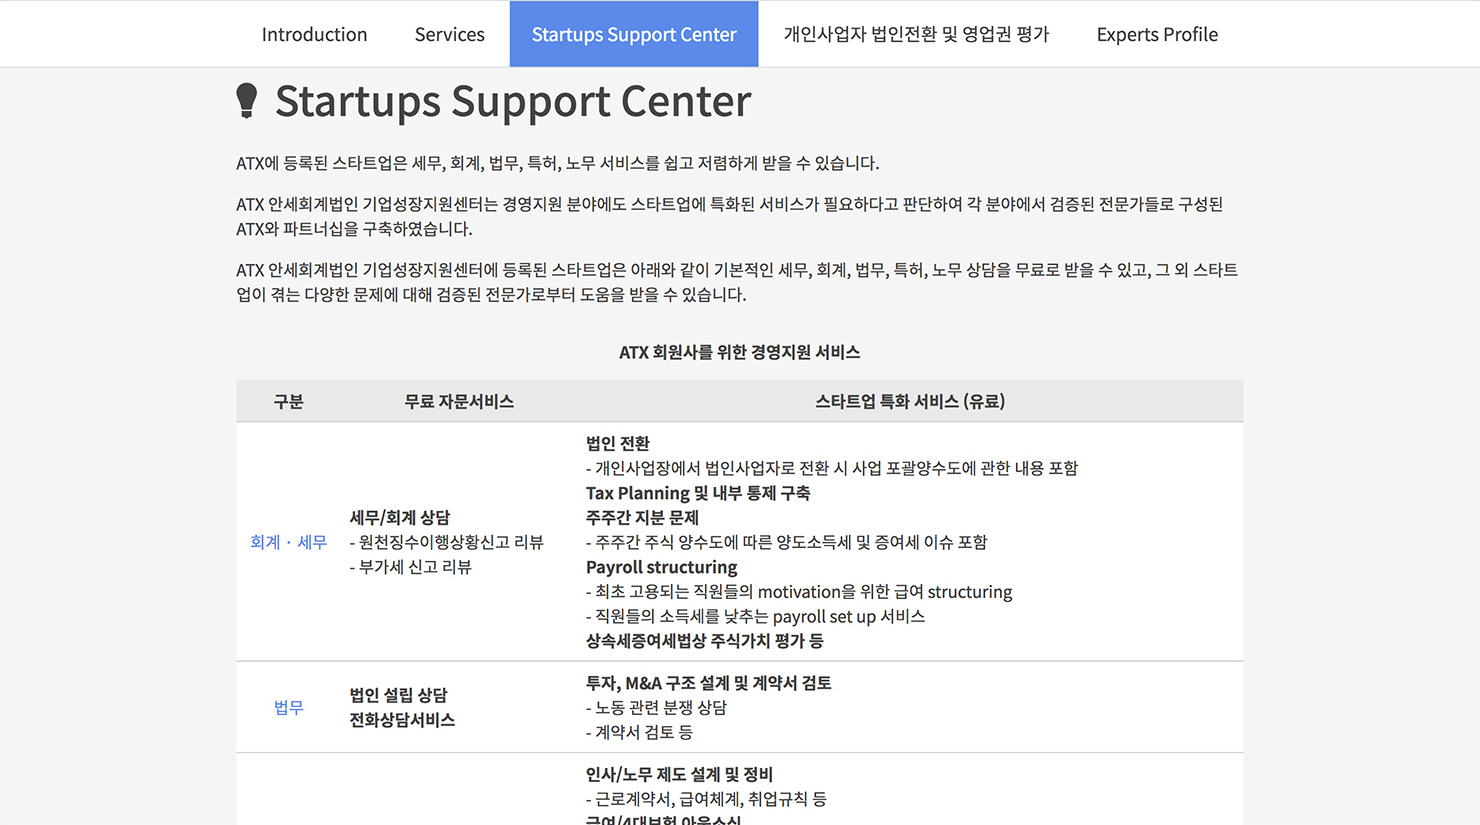 Introduction
Services
Startups Support Center
개인사업자 법인전환 및 영업권 평가
Experts Profile
Startups Support Center
ATX에 등록된 스타트업은 세무, 회계, 법무, 특허, 노무 서비스를 쉽고 저렴하게 받을 수 있습니다.
ATX 안세회계법인 기업성장지원센터는 경영지원 분야에도 스타트업에 특화된 서비스가 필요하다고 판단하여 각 분야에서 검증된 전문가들로 구성된
ATX와 파트너십을 구축하였습니다.
ATX 안세회계법인 기업성장지원센터에 등록된 스타트업은 아래와 같이 기본적인 세무, 회계, 법무, 특허, 노무 상담을 무료로 받을 수 있고, 그 외 스타트
업이 겪는 다양한 문제에 대해 검증된 전문가로부터 도움을 받을 수 있습니다.
ATX 회원사를 위한 경영지원 서비스
구분
무료 자문서비스
스타트업 특화 서비스 (유료)
회계 · 세무
세무/회계 상담
- 원천징수이행상황신고 리뷰
- 부가세 신고 리뷰
법인 전환
- 개인사업장에서 법인사업자로 전환 시 사업 포괄양수도에 관한 내용 포함
Tax Planning 및 내부 통제 구축
주주간 지분 문제
- 주주간 주식 양수도에 따른 양도소득세 및 증여세 이슈 포함
Payroll structuring
- 최초 고용되는 직원들의 motivation을 위한 급여 structuring
- 직원들의 소득세를 낮추는 payroll set up 서비스
상속세증여세법상 주식가치 평가 등
법무
법인 설립 상담
전화상담서비스
투자, M&A 구조 설계 및 계약서 검토
- 노동 관련 분쟁 상담
- 계약서 검토 등
인사/노무 제도 설계 및 정비
- 근로계약서, 급여체계, 취업규칙 등
급여/4대보험 아웃소싱